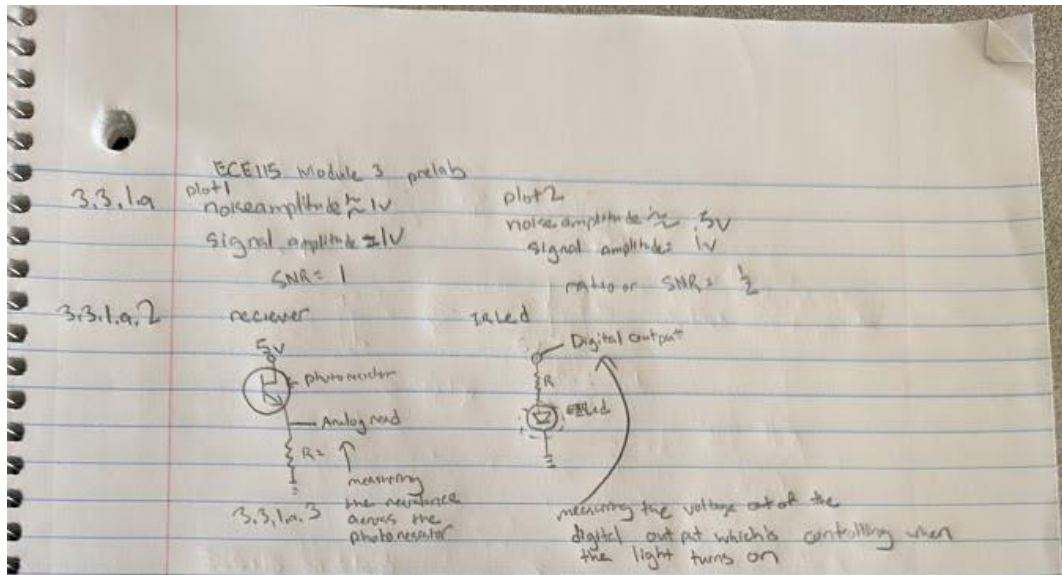 ECE115 Module 3 prelab
3.3.1.a
plot1
noiseamplitude ≈ 1V
signal amplitude = 1V
SNR = 1
plot2
noise amplitude ≈ .5V
signal amplitude = 1V
ratio or SNR = 1/2
3.3.1.a.2
reciever
5V
photoresistor
Analog read
R=
measuring
the resistance
across the
photoresistor
3.3.1.a.3
IR Led
Digital output
R
Led
measuring the voltage out of the
digital output which's controlling when
the light turns on